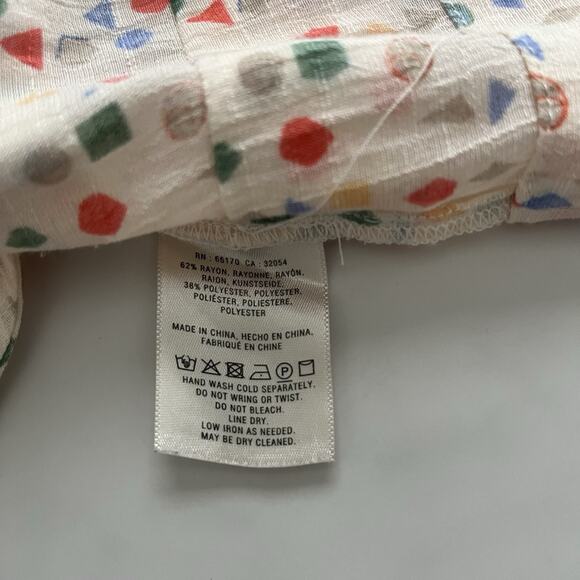 RN : 66170 CA : 32054
62% RAYON, RAYONNE, RAYÓN,
RAION, KUNSTSEIDE,
38% POLYESTER, POLYESTER,
POLIÉSTER, POLIESTERE,
POLYESTER
MADE IN CHINA, HECHO EN CHINA.
FABRIQUÉ EN CHINE
P
HAND WASH COLD SEPARATELY.
DO NOT WRING OR TWIST.
DO NOT BLEACH.
LINE DRY.
LOW IRON AS NEEDED.
MAY BE DRY CLEANED.